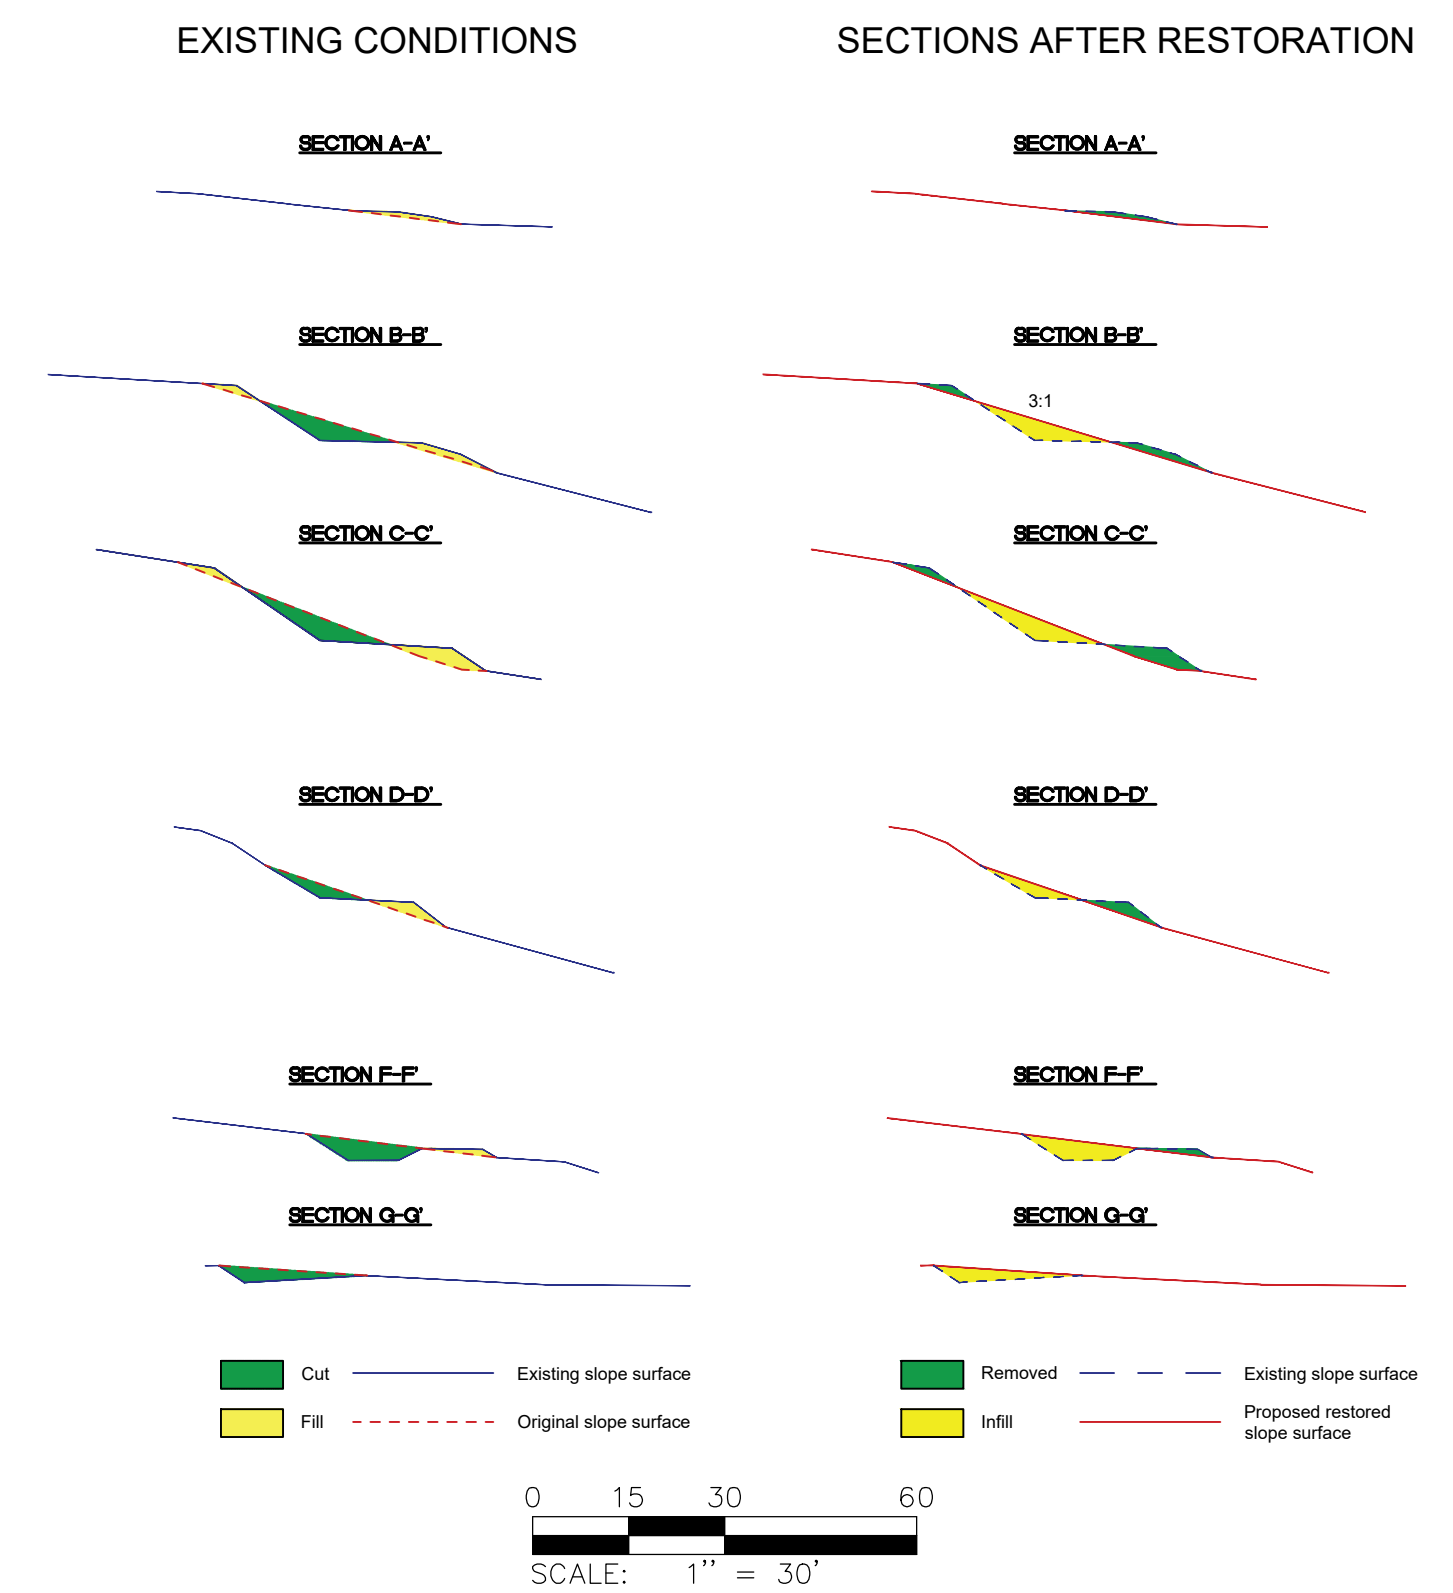 EXISTING CONDITIONS
SECTION A-A'
SECTION B-B'
SECTION C-C'
SECTION D-D'
SECTION F-F'
SECTION G-G'
Cut
Existing slope surface
Fill
Original slope surface
SECTIONS AFTER RESTORATION
SECTION A-A'
SECTION B-B'
3:1
SECTION C-C'
SECTION D-D'
SECTION F-F'
SECTION G-G'
Removed
Existing slope surface
Infill
Proposed restored
slope surface
0 15 30 60
SCALE: 1'' = 30'